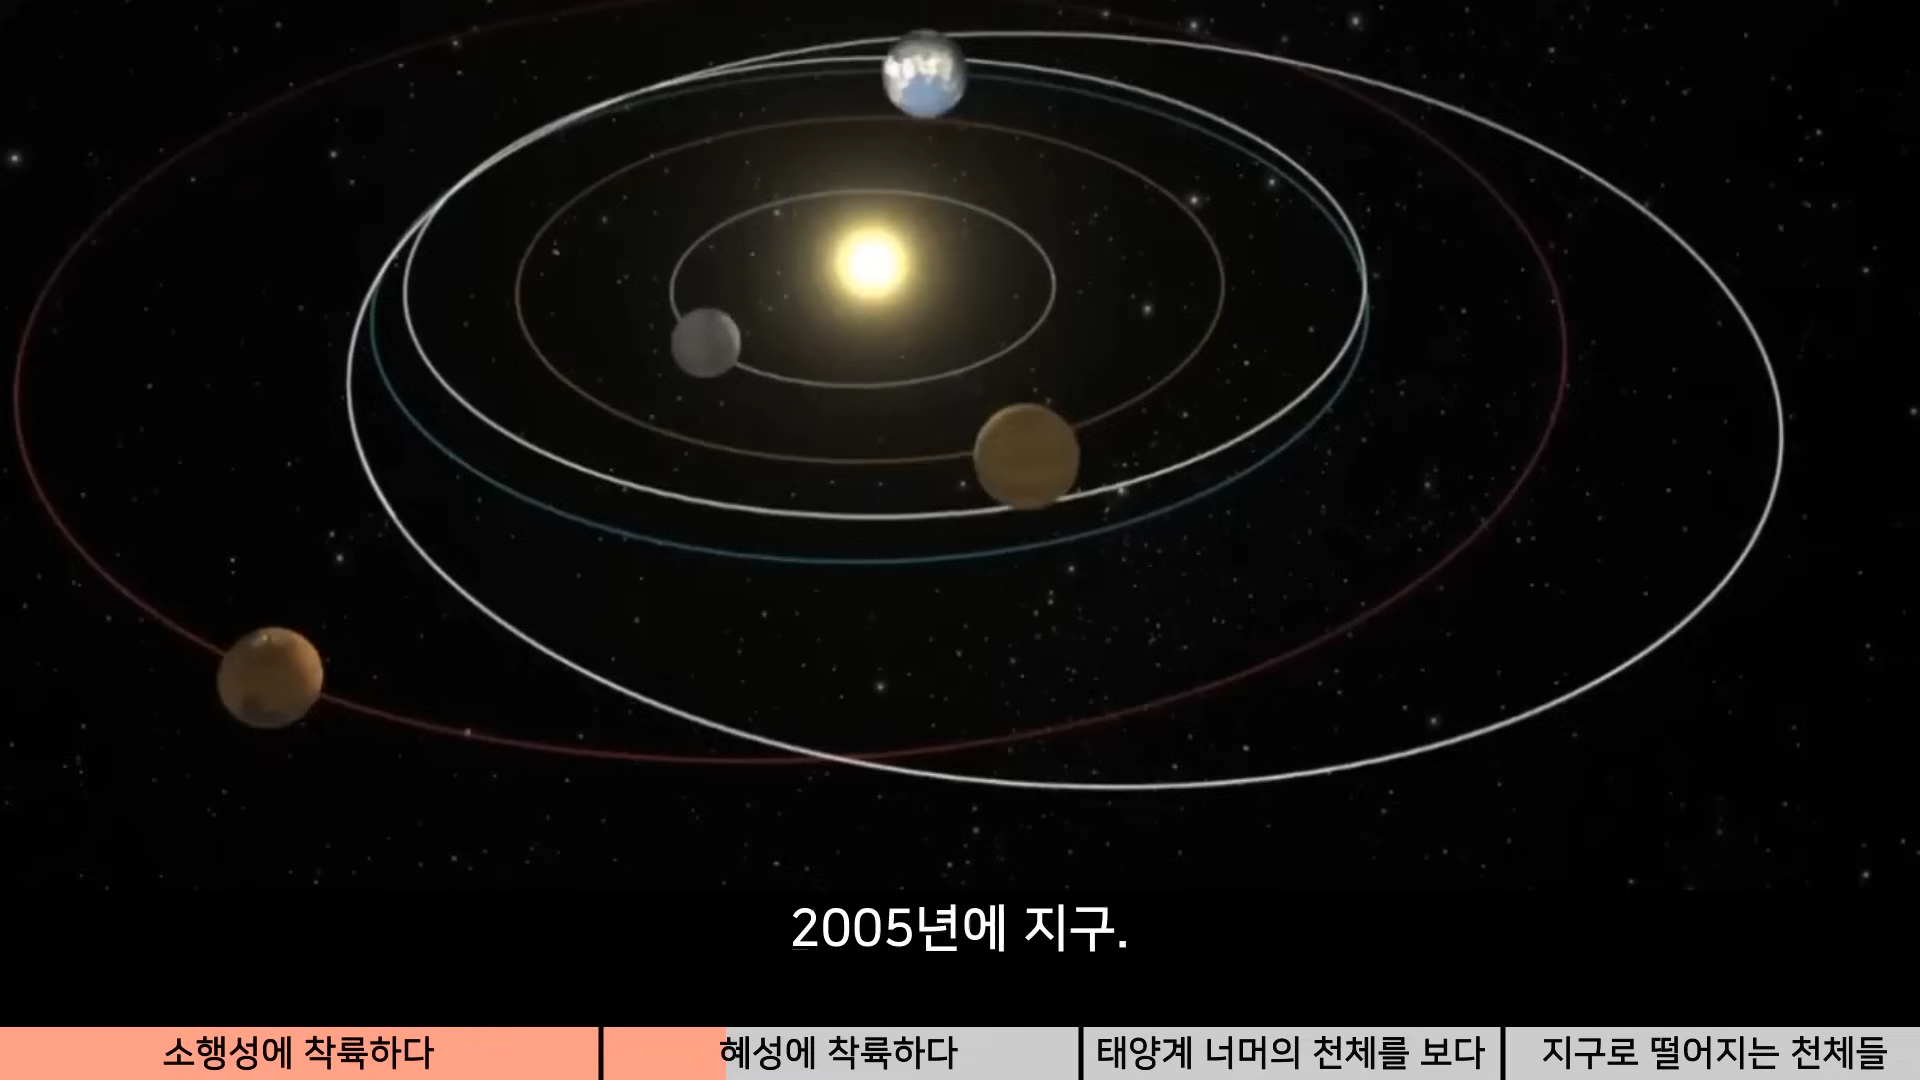 2005년에 지구.
소행성에 착륙하다
혜성에 착륙하다
태양계 너머의 천체를 보다
지구로 떨어지는 천체들